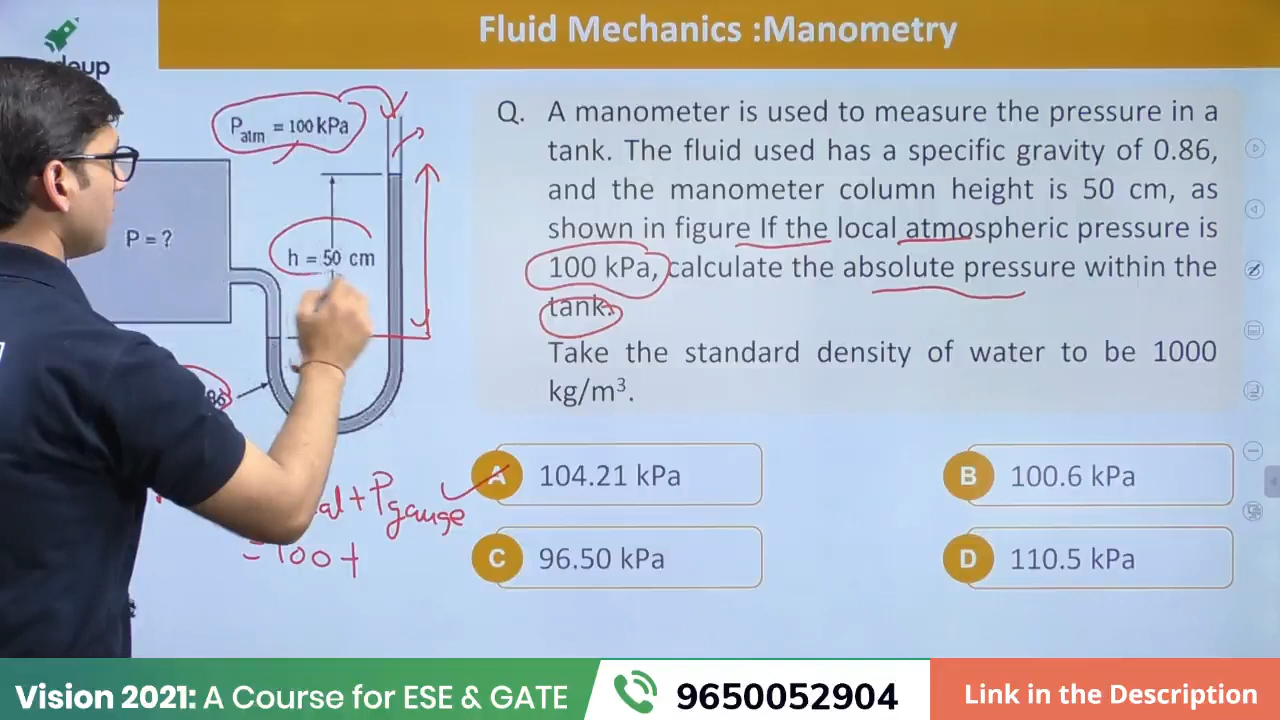 Fluid Mechanics :Manometry
P atm = 100 kPa
P = ?
h = 50 cm
Q. A manometer is used to measure the pressure in a
tank. The fluid used has a specific gravity of 0.86,
and the manometer column height is 50 cm, as
shown in figure If the local atmospheric pressure is
100 kPa, calculate the absolute pressure within the
tank.
Take the standard density of water to be 1000
kg/m³.
+ Pgauge
= 100 +
A 104.21 kPa
B 100.6 kPa
C 96.50 kPa
D 110.5 kPa
Vision 2021: A Course for ESE & GATE
9650052904
Link in the Description